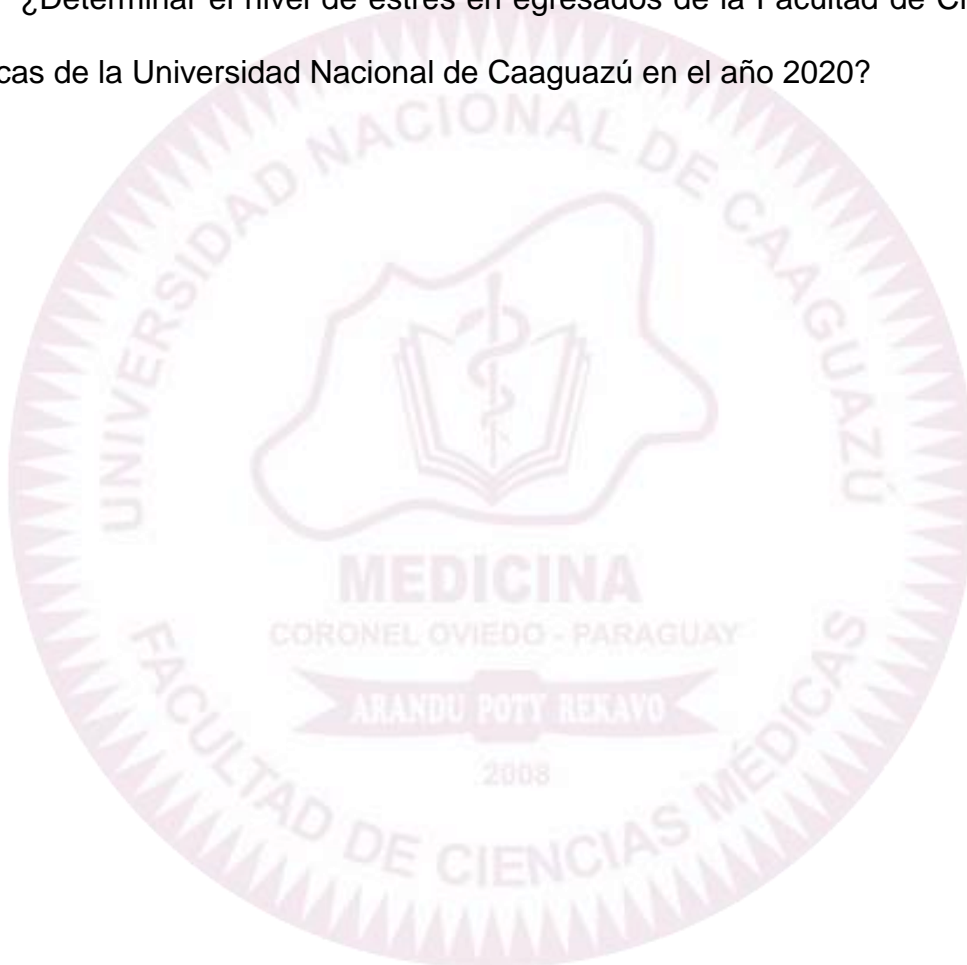 ¿Determinar el nivel de estrés en egresados de la Facultad de
cas de la Universidad Nacional de Caaguazú en el año 2020?
UNIVERSIDAD NACIONAL DE CAAGUAZÚ
MEDICINA
CORONEL OVIEDO - PARAGUAY
ARANDU POTY REKAVO
2008
FACULTAD DE CIENCIAS MÉDICAS